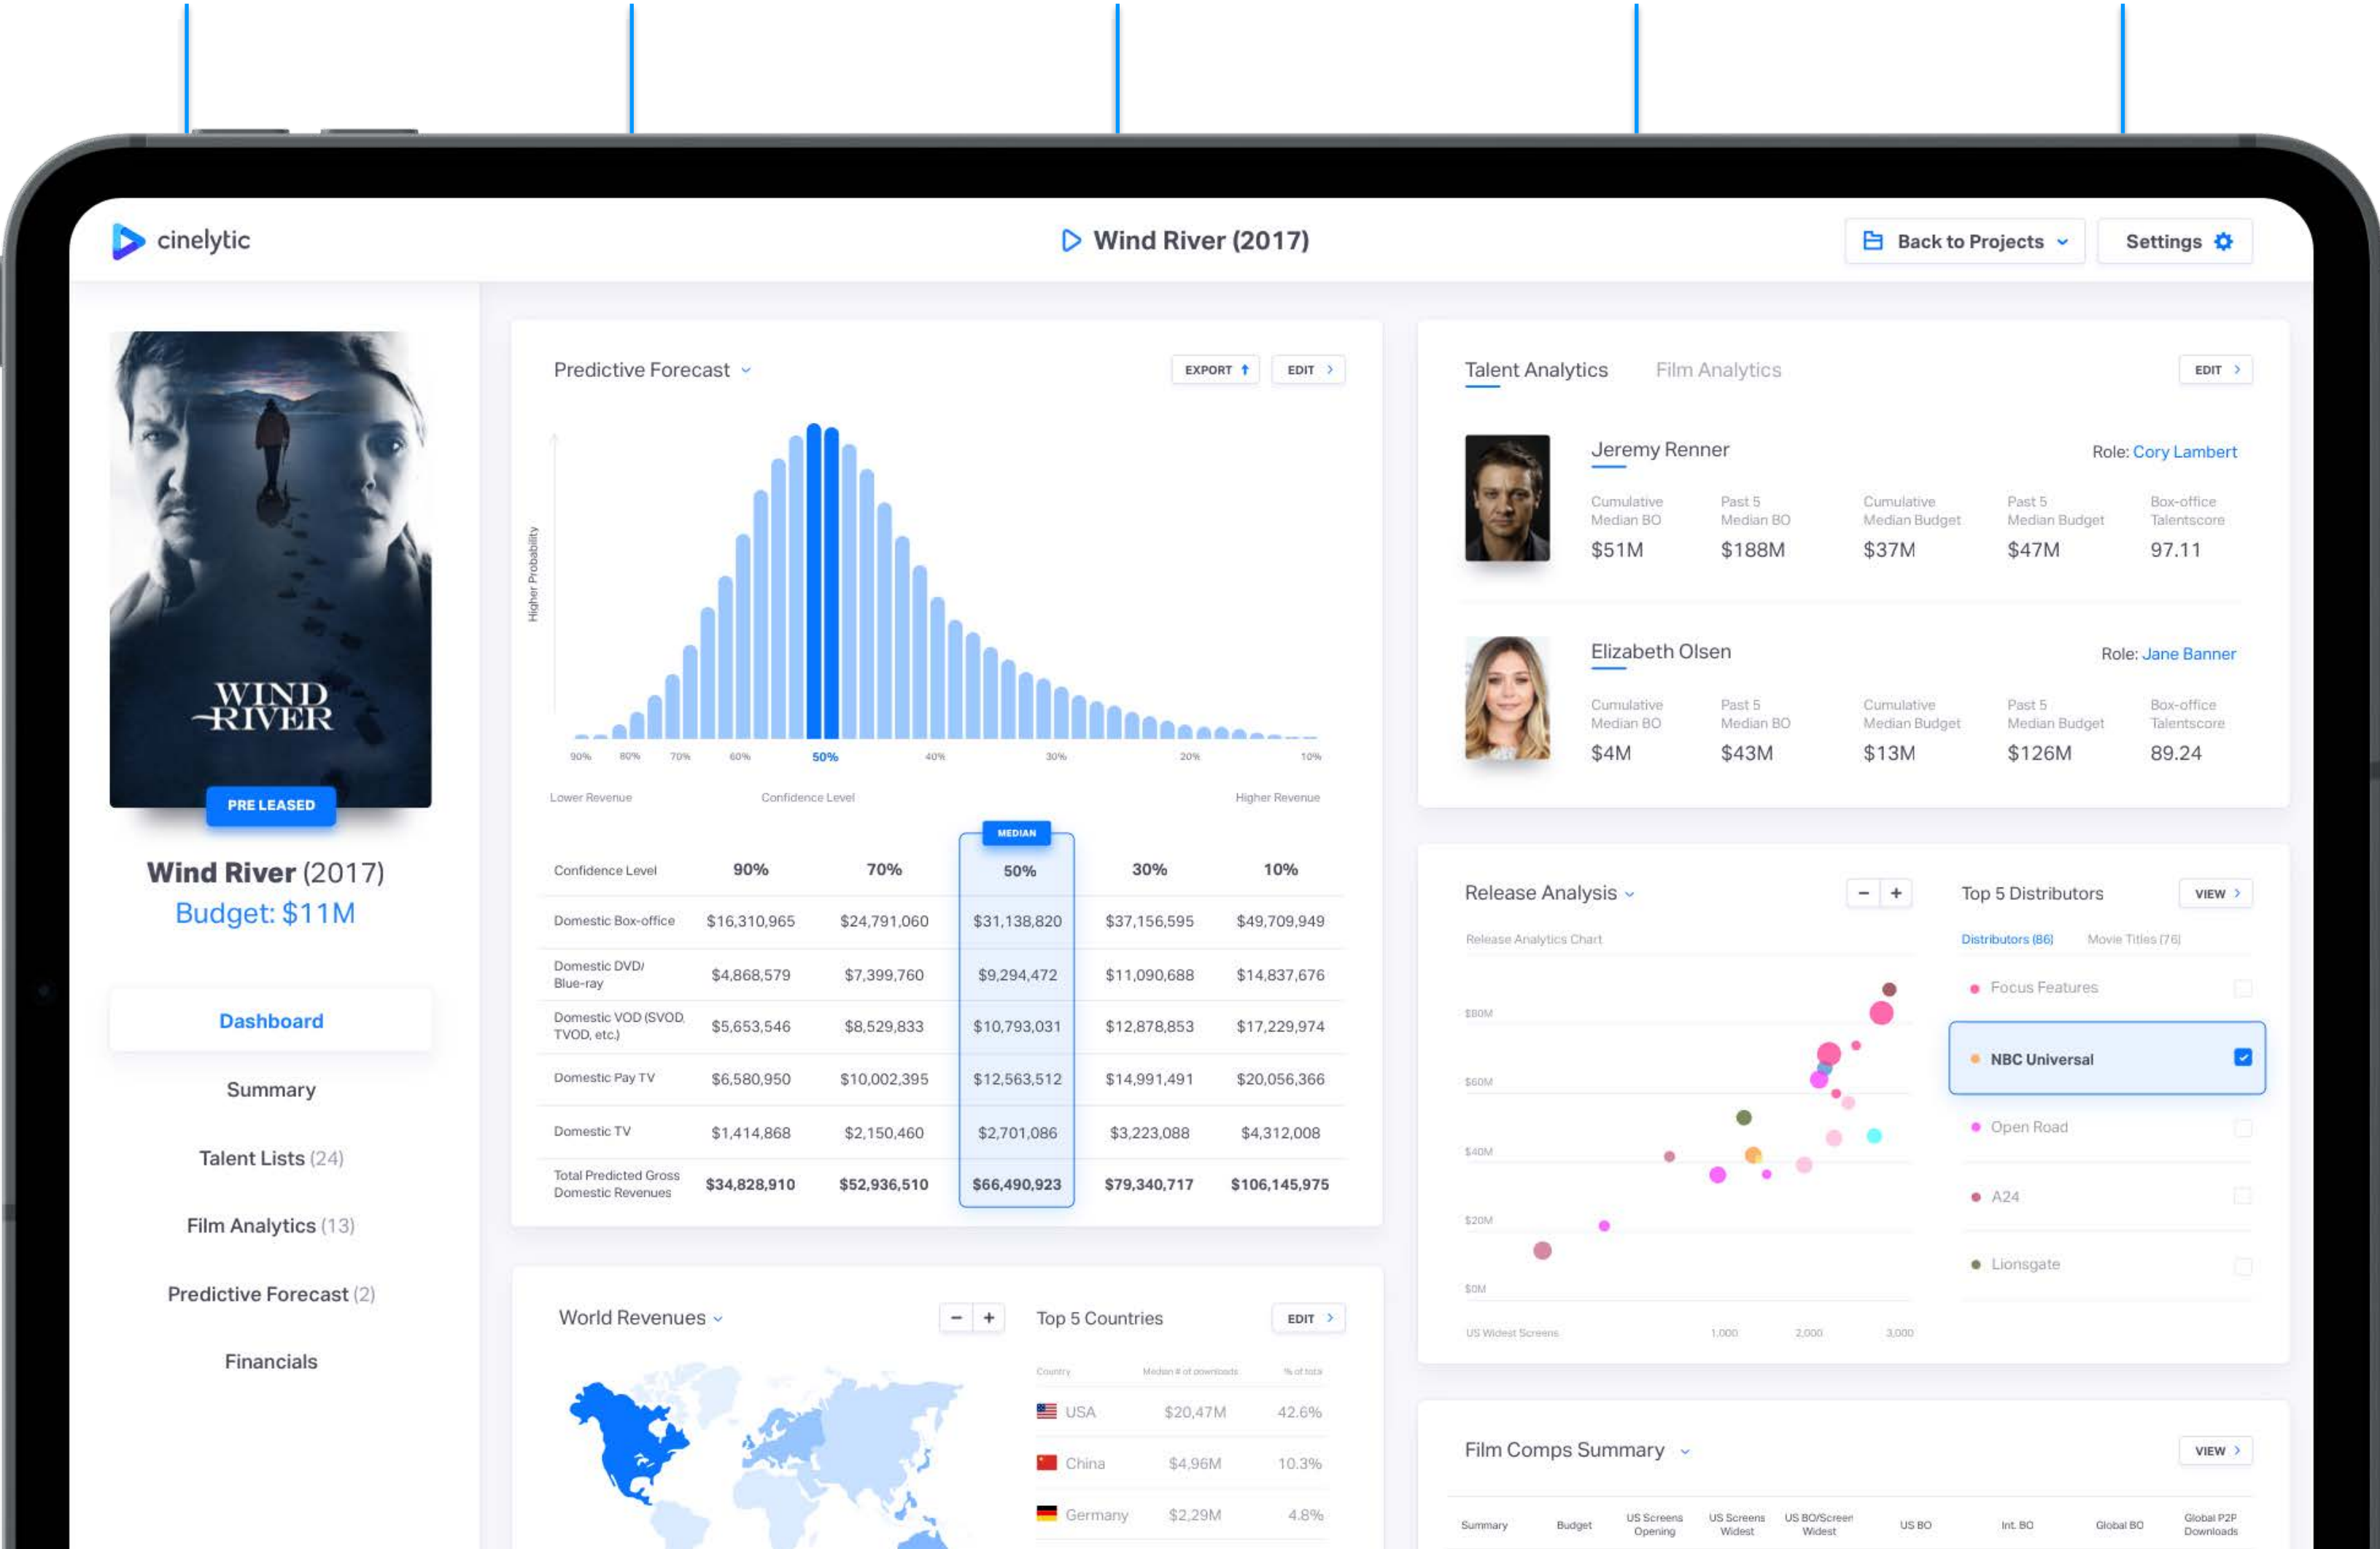 cinelytic
Wind River (2017)
Back to Projects
Settings
WIND
RIVER
PRE LEASED
Wind River (2017)
Budget: $11M
Dashboard
Summary
Talent Lists (24)
Film Analytics (13)
Predictive Forecast (2)
Financials
Predictive Forecast
EXPORT
EDIT
Higher Probability
90% 80% 70% 60% 50% 40% 30% 20% 10%
Lower Revenue Confidence Level Higher Revenue
MEDIAN
Confidence Level 90% 70% 50% 30% 10%
Domestic Box-office $16,310,965 $24,791,060 $31,138,820 $37,156,595 $49,709,949
Domestic DVD/
Blue-ray $4,868,579 $7,399,760 $9,294,472 $11,090,688 $14,837,676
Domestic VOD (SVOD,
TVOD, etc.) $5,653,546 $8,529,833 $10,793,031 $12,878,853 $17,229,974
Domestic Pay TV $6,580,950 $10,002,395 $12,563,512 $14,991,491 $20,056,366
Domestic TV $1,414,868 $2,150,460 $2,701,086 $3,223,088 $4,312,008
Total Predicted Gross
Domestic Revenues $34,828,910 $52,936,510 $66,490,923 $79,340,717 $106,145,975
World Revenues
− +
Top 5 Countries
EDIT
Country Median # of downloads % of total
USA $20,47M 42.6%
China $4,96M 10.3%
Germany $2,29M 4.8%
Talent Analytics Film Analytics
EDIT
Jeremy Renner
Role: Cory Lambert
Cumulative Past 5 Cumulative Past 5 Box-office
Median BO Median BO Median Budget Median Budget Talentscore
$51M $188M $37M $47M 97.11
Elizabeth Olsen
Role: Jane Banner
Cumulative Past 5 Cumulative Past 5 Box-office
Median BO Median BO Median Budget Median Budget Talentscore
$4M $43M $13M $126M 89.24
Release Analysis
− +
Release Analytics Chart
$80M
$60M
$40M
$20M
$0M
US Widest Screens 1,000 2,000 3,000
Top 5 Distributors
VIEW
Distributors (86) Movie Titles (76)
Focus Features
NBC Universal
Open Road
A24
Lionsgate
Film Comps Summary
VIEW
Summary Budget US Screens US Screens US BO/Screen US BO Int. BO Global BO Global P2P
Opening Widest Widest Downloads